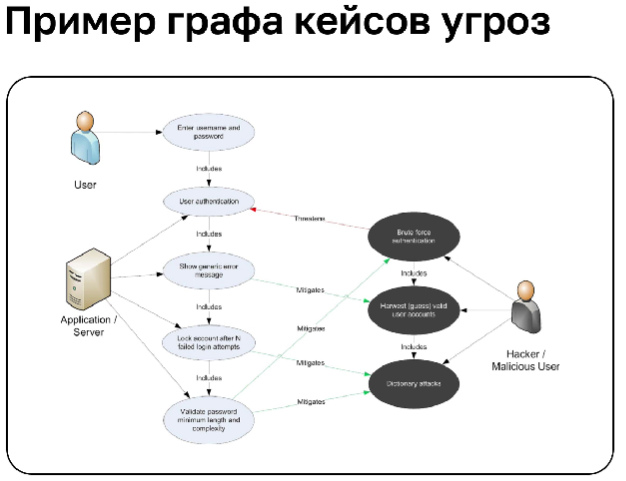 Пример графа кейсов угроз
Enter username and
password
User
Includes
User authentication
Threatens
Includes
Brute force
authentication
Show generic error
message
Includes
Mitigates
Harvest (guess) valid
user accounts
Application /
Server
Includes
Mitigates
Lock account after N
failed login attempts
Includes
Hacker /
Malicious User
Mitigates
Includes
Dictionary attacks
Mitigates
Validate password
minimum length and
complexity